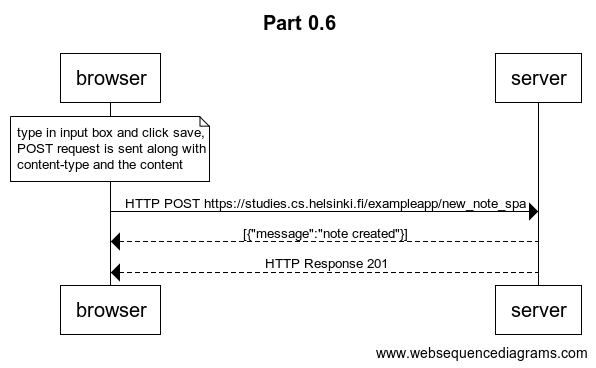 Part 0.6
browser
server
type in input box and click save,
POST request is sent along with
content-type and the content
HTTP POST https://studies.cs.helsinki.fi/exampleapp/new_note_spa
[{"message":"note created"}]
HTTP Response 201
browser
server
www.websequencediagrams.com